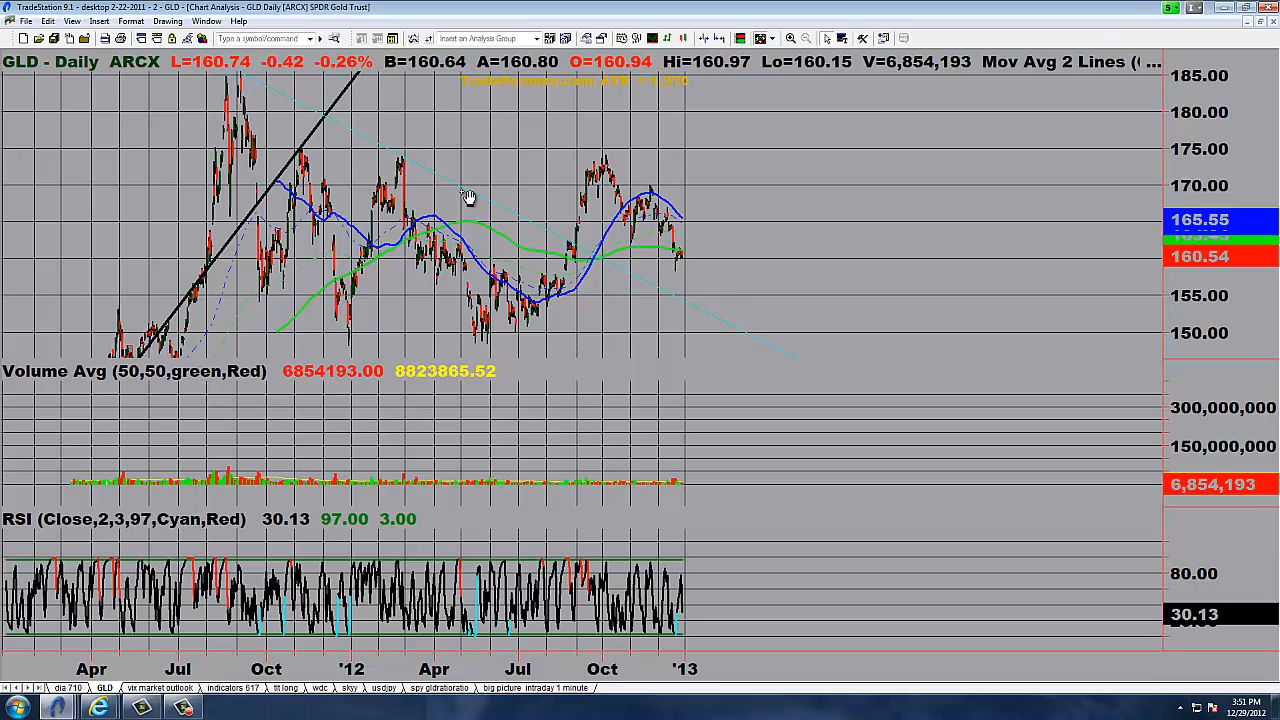 TradeStation 9.1 - desktop 2-22-2011 - 2 - GLD - [Chart Analysis - GLD Daily [ARCX] SPDR Gold Trust]
File Edit View Insert Format Drawing Window Help
Type a symbol/command Insert an Analysis Group
GLD - Daily ARCX L=160.74 -0.42 -0.26% B=160.64 A=160.80 O=160.94 Hi=160.97 Lo=160.15 V=6,854,193 Mov Avg 2 Lines ( ...
185.00
180.00
175.00
170.00
165.55
160.54
155.00
150.00
Volume Avg (50,50,green,Red) 6854193.00 8823865.52
300,000,000
150,000,000
6,854,193
RSI (Close,2,3,97,Cyan,Red) 30.13 97.00 3.00
80.00
30.13
Apr Jul Oct '12 Apr Jul Oct '13
dia 710 GLD vix market outlook indicators 617 tlt long wdc skyy usdjpy spy gldratioratio big picture intraday 1 minute
3:51 PM
12/29/2012